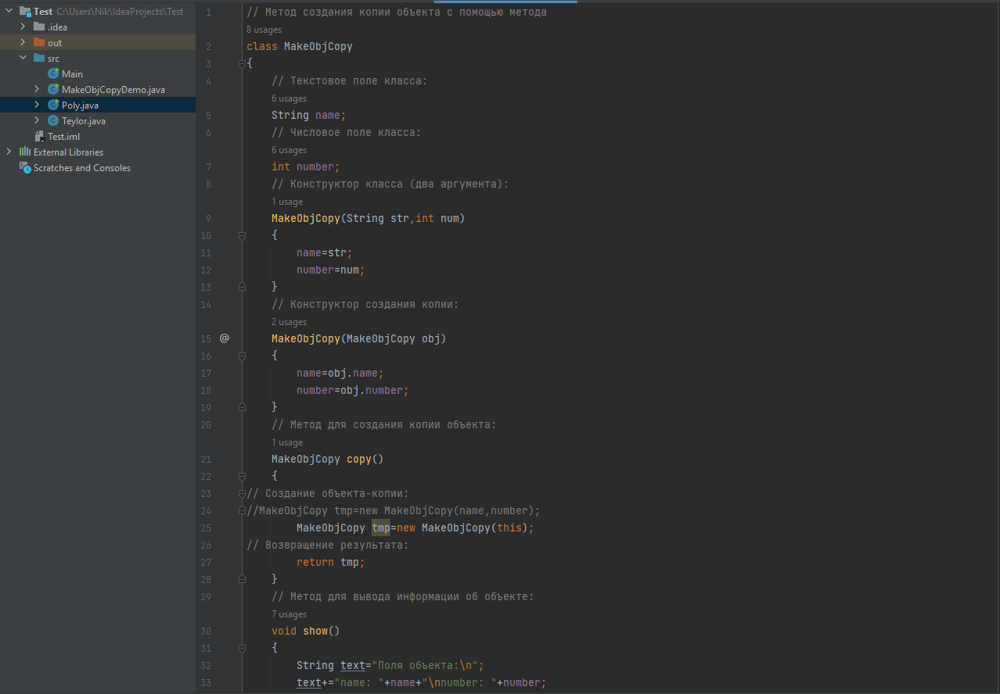 Test C:\Users\Nik\IdeaProjects\Test
.idea
out
src
Main
MakeObjCopyDemo.java
Poly.java
Teylor.java
Test.iml
External Libraries
Scratches and Consoles
1 // Метод создания копии объекта с помощью метода
8 usages
2 class MakeObjCopy
3 {
4 // Текстовое поле класса:
6 usages
5 String name;
6 // Числовое поле класса:
6 usages
7 int number;
8 // Конструктор класса (два аргумента):
1 usage
9 MakeObjCopy(String str,int num)
10 {
11 name=str;
12 number=num;
13 }
14 // Конструктор создания копии:
2 usages
15 @ MakeObjCopy(MakeObjCopy obj)
16 {
17 name=obj.name;
18 number=obj.number;
19 }
20 // Метод для создания копии объекта:
1 usage
21 MakeObjCopy copy()
22 {
23 // Создание объекта-копии:
24 //MakeObjCopy tmp=new MakeObjCopy(name,number);
25 MakeObjCopy tmp=new MakeObjCopy(this);
26 // Возвращение результата:
27 return tmp;
28 }
29 // Метод для вывода информации об объекте:
7 usages
30 void show()
31 {
32 String text="Поля объекта:\n";
33 text+="name: "+name+"\nnumber: "+number;